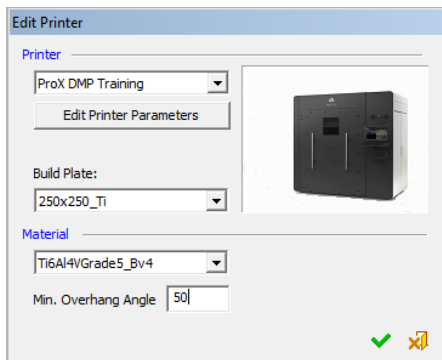 Edit Printer
Printer
ProX DMP Training
Edit Printer Parameters
Build Plate:
250x250_Ti
Material
Ti6Al4VGrade5_Bv4
Min. Overhang Angle 50